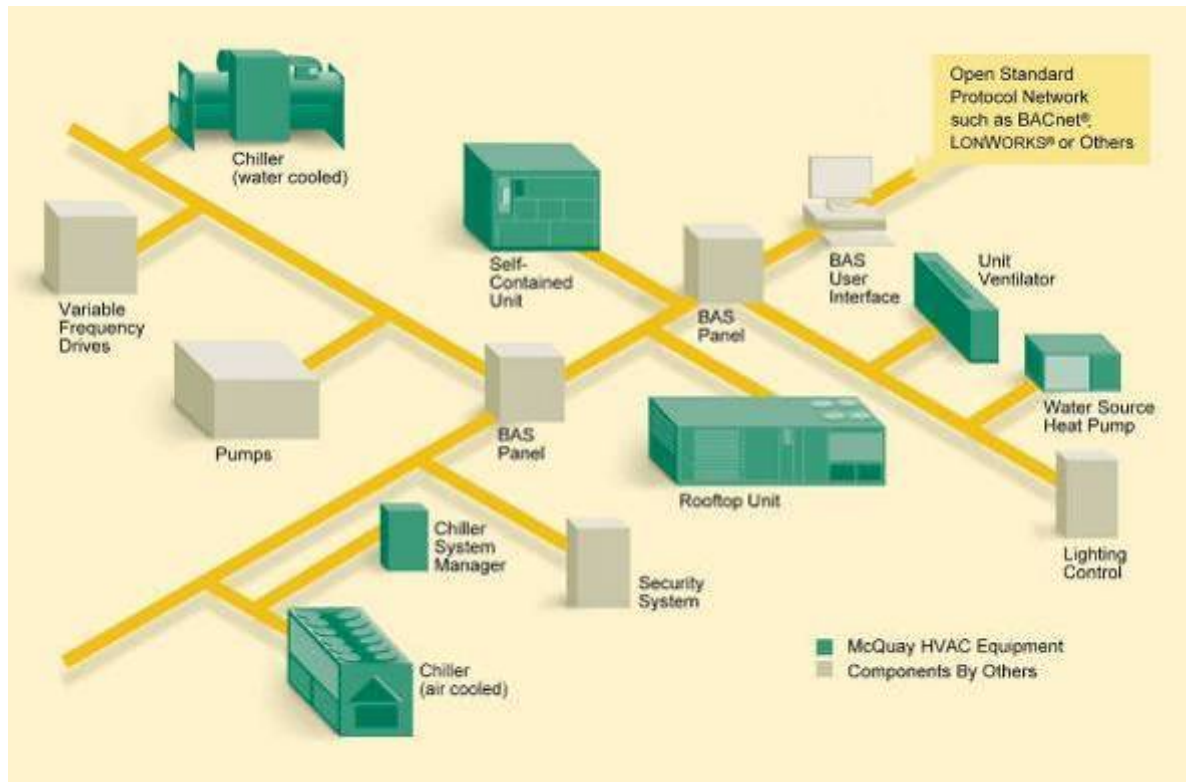 Open Standard
Protocol Network
such as BACnet®,
LONWORKS® or Others
Chiller
(water cooled)
Self-
Contained
Unit
BAS
User
Interface
Unit
Ventilator
Variable
Frequency
Drives
BAS
Panel
Water Source
Heat Pump
Pumps
BAS
Panel
Rooftop Unit
Chiller
System
Manager
Lighting
Control
Security
System
McQuay HVAC Equipment
Components By Others
Chiller
(air cooled)